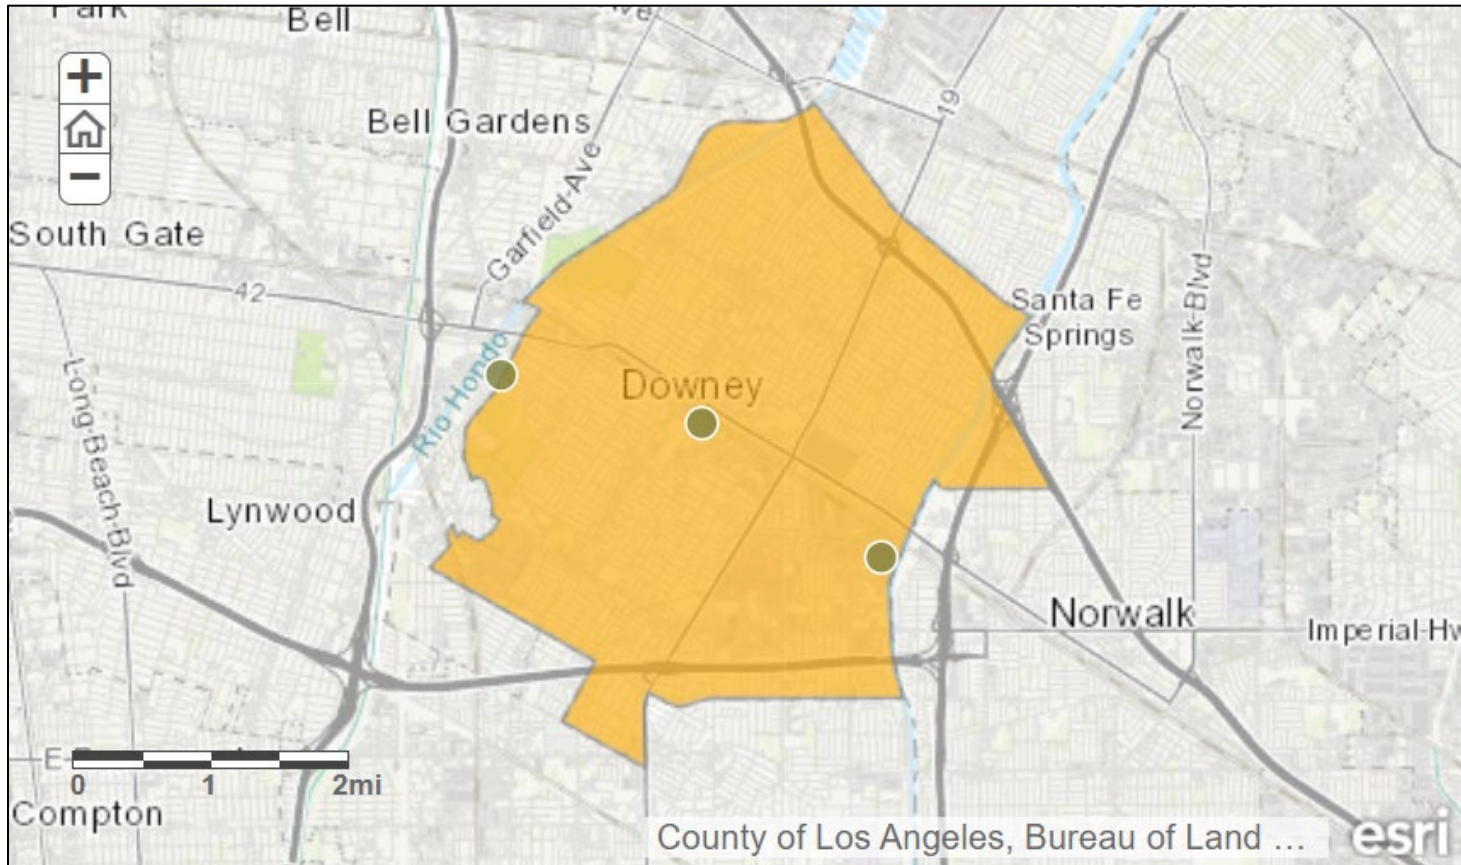 Park
Bell
+
−
Bell Gardens
19
Garfield-Ave
South Gate
42
Santa Fe
Springs
Norwalk-Blvd
Rio Hondo
Downey
Long-Beach-Blvd
Lynwood
Norwalk
Imperial-Hw
0 1 2mi
Compton
County of Los Angeles, Bureau of Land ...
esri